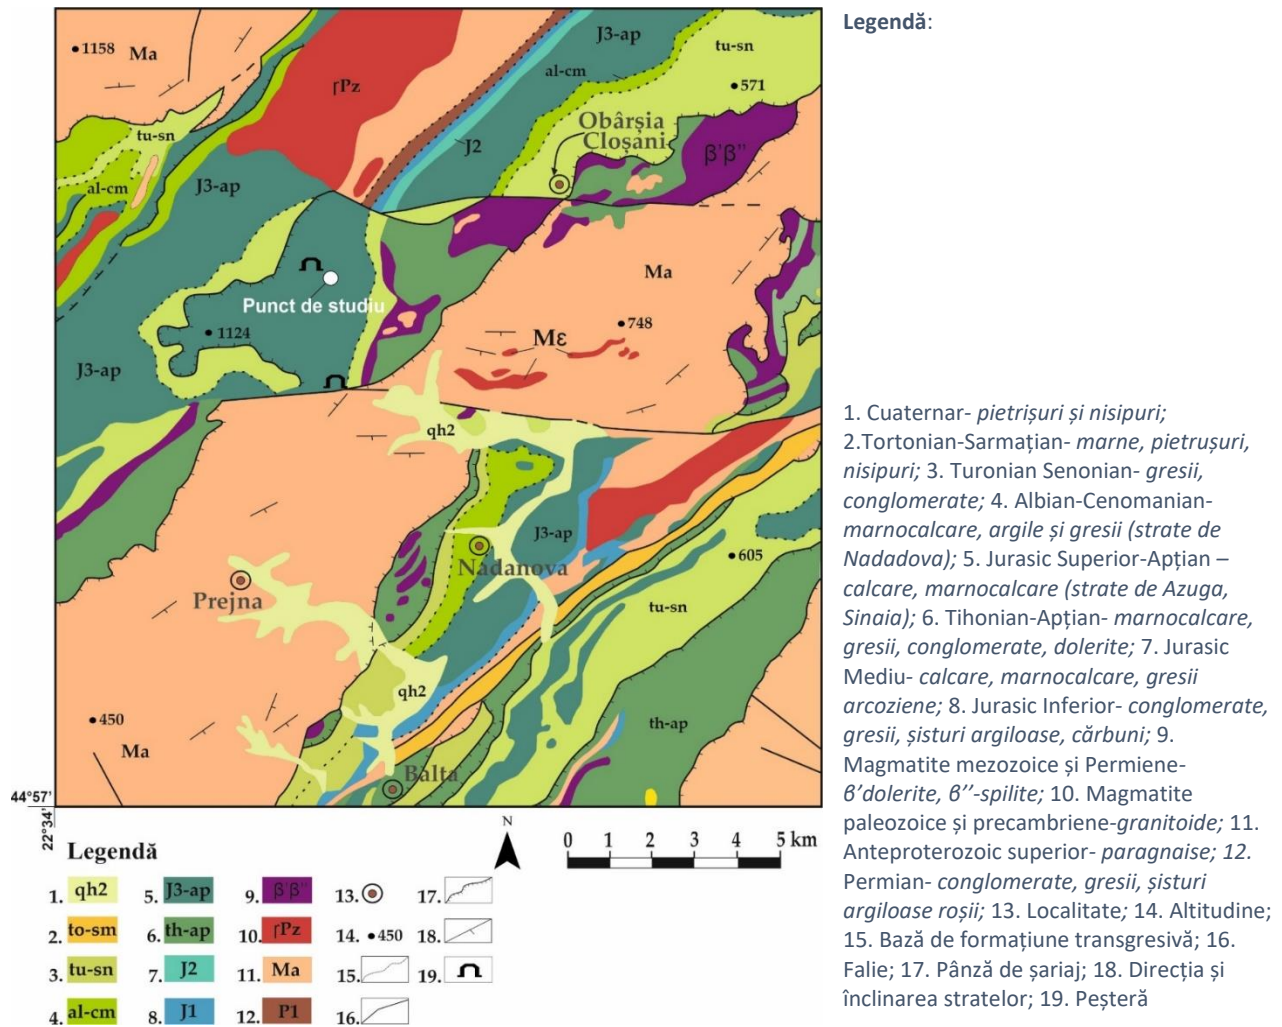 Legendă:
1158
Ma
ꞅPz
J3-ap
tu-sn
al-cm
571
tu-sn
Obârșia
Cloșani
J2
β'β''
al-cm
J3-ap
Ma
Punct de studiu
1124
Mε
748
J3-ap
qh2
J3-ap
605
Nadanova
Prejna
tu-sn
qh2
450
th-ap
Ma
Balta
44°57'
22°34'
N
0 1 2 3 4 5 km
Legendă
1. qh2 5. J3-ap 9. β'β'' 13. 17.
2. to-sm 6. th-ap 10. ꞅPz 14. 450 18.
3. tu-sn 7. J2 11. Ma 15. 19.
4. al-cm 8. J1 12. P1 16.
1. Cuaternar- pietrișuri și nisipuri;
2.Tortonian-Sarmațian- marne, pietrușuri,
nisipuri; 3. Turonian Senonian- gresii,
conglomerate; 4. Albian-Cenomanian-
marnocalcare, argile și gresii (strate de
Nadadova); 5. Jurasic Superior-Apțian –
calcare, marnocalcare (strate de Azuga,
Sinaia); 6. Tihonian-Apțian- marnocalcare,
gresii, conglomerate, dolerite; 7. Jurasic
Mediu- calcare, marnocalcare, gresii
arcoziene; 8. Jurasic Inferior- conglomerate,
gresii, șisturi argiloase, cărbuni; 9.
Magmatite mezozoice și Permiene-
β'dolerite, β''-spilite; 10. Magmatite
paleozoice și precambriene-granitoide; 11.
Anteproterozoic superior- paragnaise; 12.
Permian- conglomerate, gresii, șisturi
argiloase roșii; 13. Localitate; 14. Altitudine;
15. Bază de formațiune transgresivă; 16.
Falie; 17. Pânză de șariaj; 18. Direcția și
înclinarea stratelor; 19. Peșteră